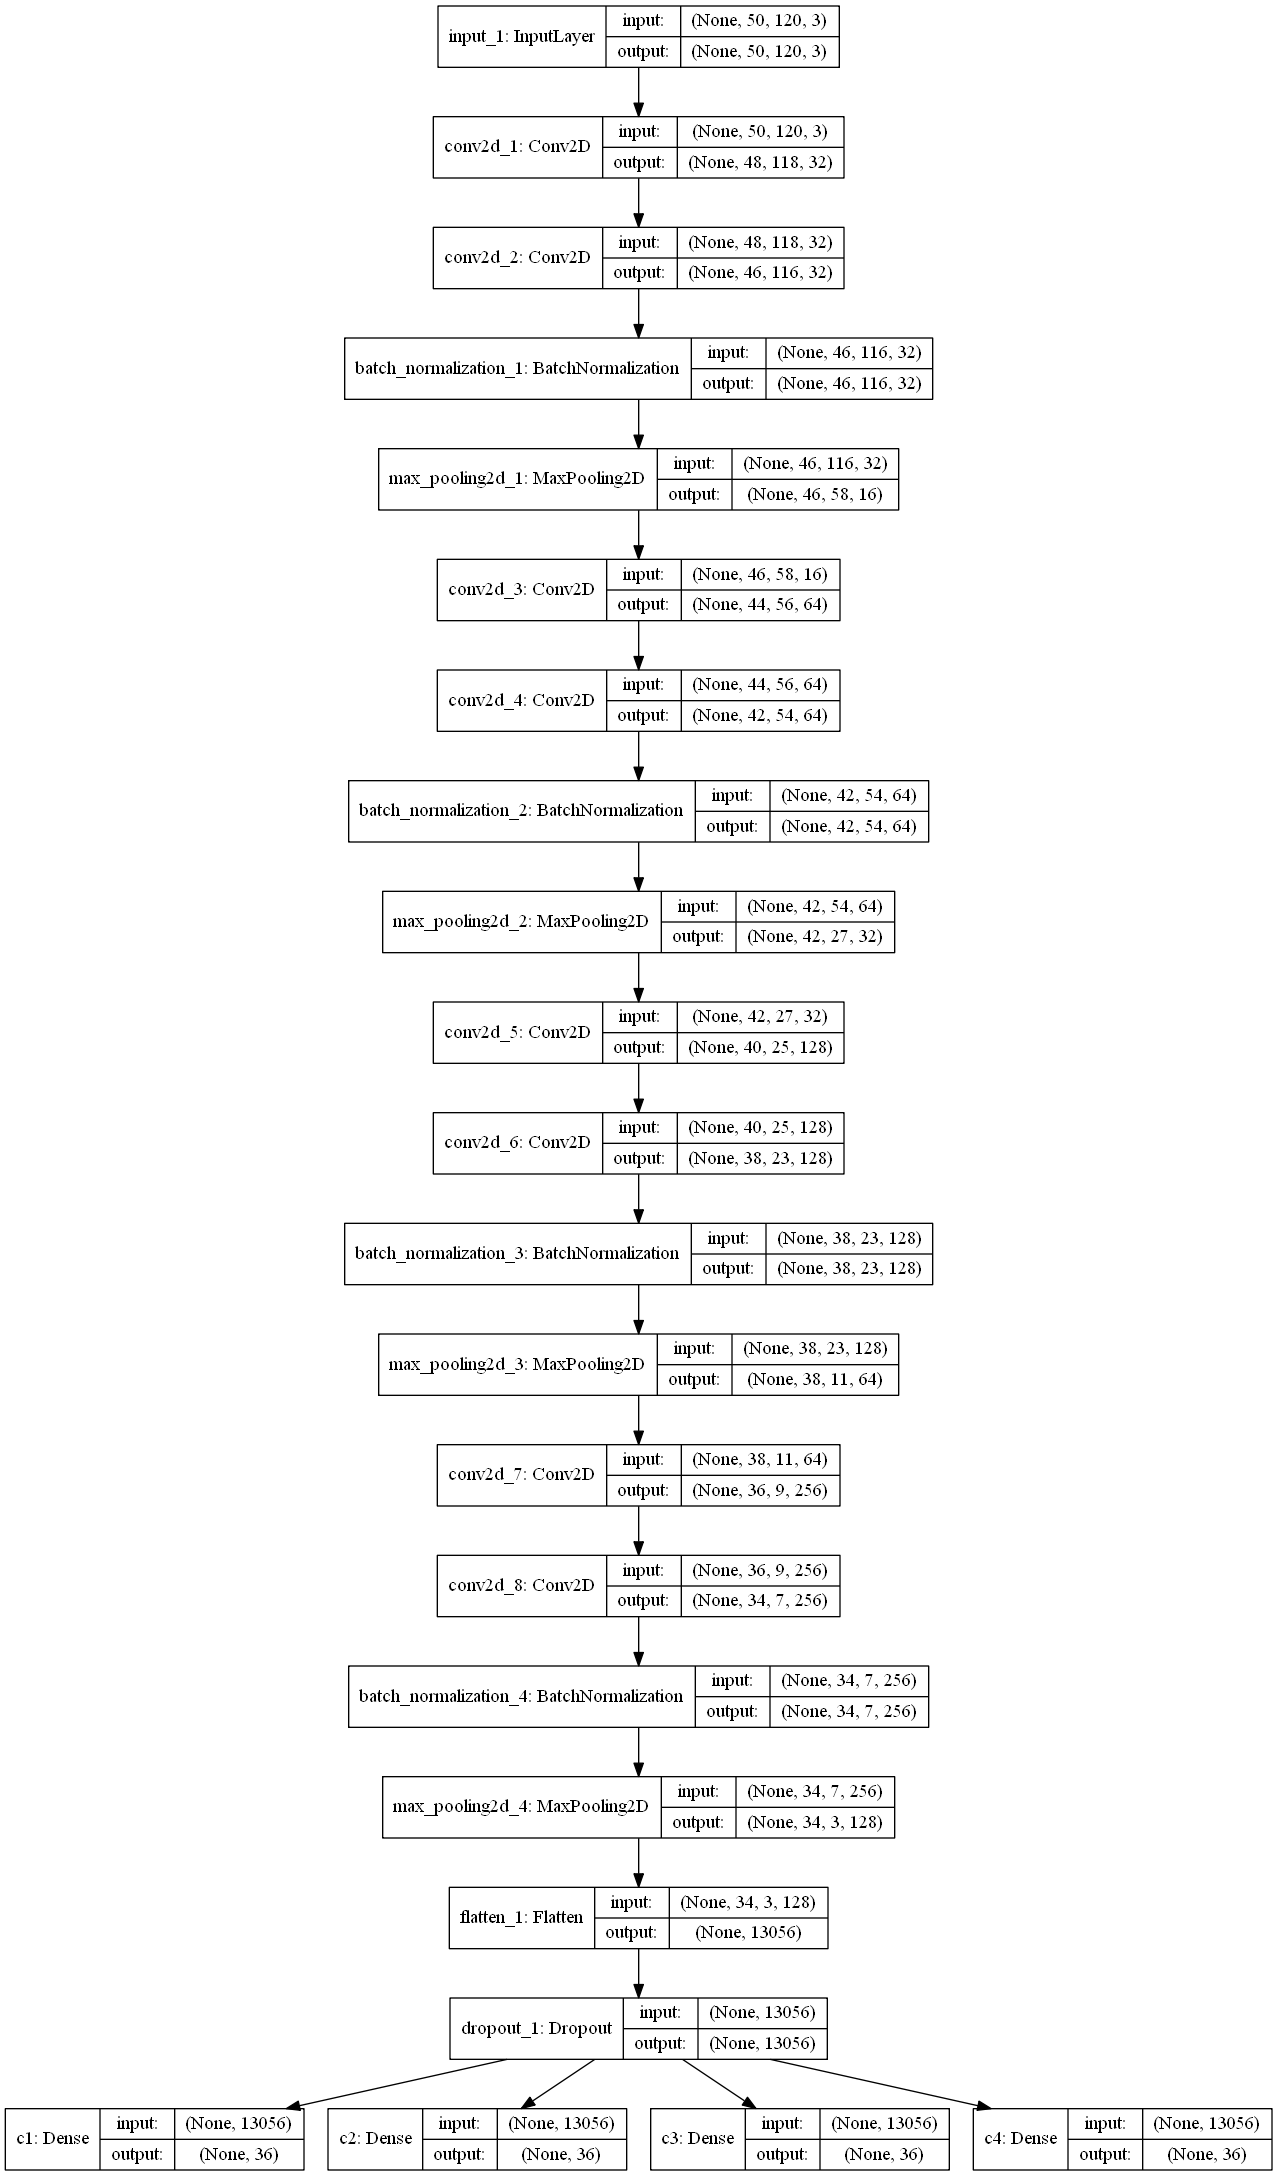 input_1: InputLayer
input: (None, 50, 120, 3)
output: (None, 50, 120, 3)
conv2d_1: Conv2D
input: (None, 50, 120, 3)
output: (None, 48, 118, 32)
conv2d_2: Conv2D
input: (None, 48, 118, 32)
output: (None, 46, 116, 32)
batch_normalization_1: BatchNormalization
input: (None, 46, 116, 32)
output: (None, 46, 116, 32)
max_pooling2d_1: MaxPooling2D
input: (None, 46, 116, 32)
output: (None, 46, 58, 16)
conv2d_3: Conv2D
input: (None, 46, 58, 16)
output: (None, 44, 56, 64)
conv2d_4: Conv2D
input: (None, 44, 56, 64)
output: (None, 42, 54, 64)
batch_normalization_2: BatchNormalization
input: (None, 42, 54, 64)
output: (None, 42, 54, 64)
max_pooling2d_2: MaxPooling2D
input: (None, 42, 54, 64)
output: (None, 42, 27, 32)
conv2d_5: Conv2D
input: (None, 42, 27, 32)
output: (None, 40, 25, 128)
conv2d_6: Conv2D
input: (None, 40, 25, 128)
output: (None, 38, 23, 128)
batch_normalization_3: BatchNormalization
input: (None, 38, 23, 128)
output: (None, 38, 23, 128)
max_pooling2d_3: MaxPooling2D
input: (None, 38, 23, 128)
output: (None, 38, 11, 64)
conv2d_7: Conv2D
input: (None, 38, 11, 64)
output: (None, 36, 9, 256)
conv2d_8: Conv2D
input: (None, 36, 9, 256)
output: (None, 34, 7, 256)
batch_normalization_4: BatchNormalization
input: (None, 34, 7, 256)
output: (None, 34, 7, 256)
max_pooling2d_4: MaxPooling2D
input: (None, 34, 7, 256)
output: (None, 34, 3, 128)
flatten_1: Flatten
input: (None, 34, 3, 128)
output: (None, 13056)
dropout_1: Dropout
input: (None, 13056)
output: (None, 13056)
c1: Dense
input: (None, 13056)
output: (None, 36)
c2: Dense
input: (None, 13056)
output: (None, 36)
c3: Dense
input: (None, 13056)
output: (None, 36)
c4: Dense
input: (None, 13056)
output: (None, 36)